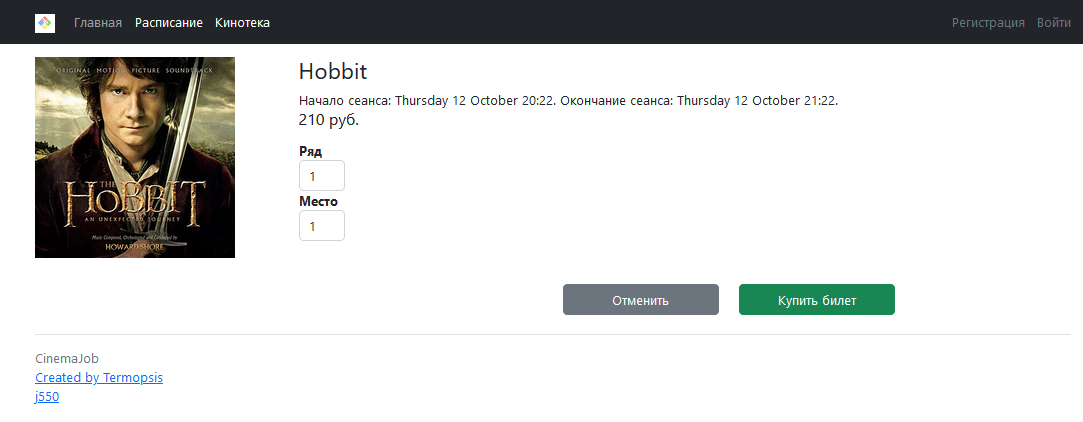 Главная Расписание Кинотека Регистрация Войти
ORIGINAL MOTION PICTURE SOUNDTRACK
THE
HOBBIT
AN UNEXPECTED JOURNEY
Music Composed, Orchestrated and Conducted by
HOWARD SHORE
Hobbit
Начало сеанса: Thursday 12 October 20:22. Окончание сеанса: Thursday 12 October 21:22.
210 руб.
Ряд
1
Место
1
Отменить Купить билет
CinemaJob
Created by Termopsis
j550